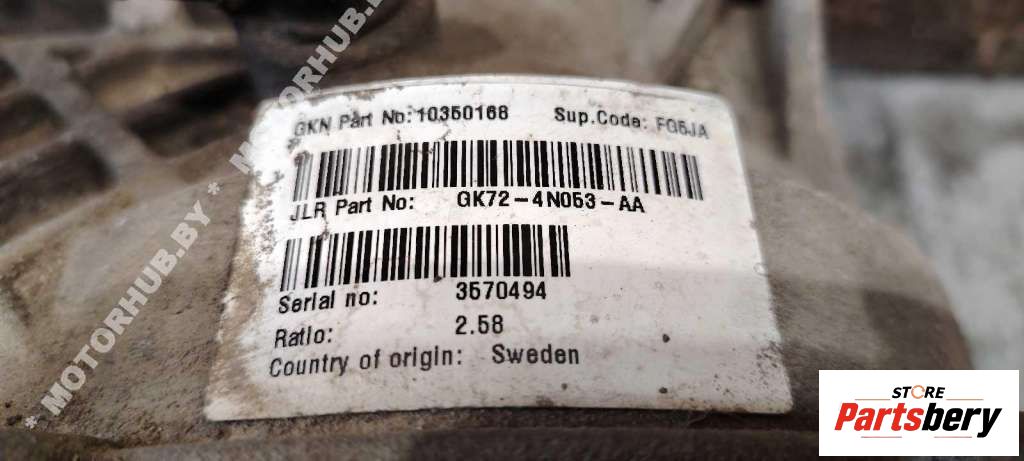 GKN Part No: 10350168 Sup.Code: FG5JA
JLR Part No: GK72-4N053-AA
Serial no: 3570494
Ratio: 2.58
Country of origin: Sweden
* MOTORHUB.BY * MOTORHUB.BY
STORE
Partsbery